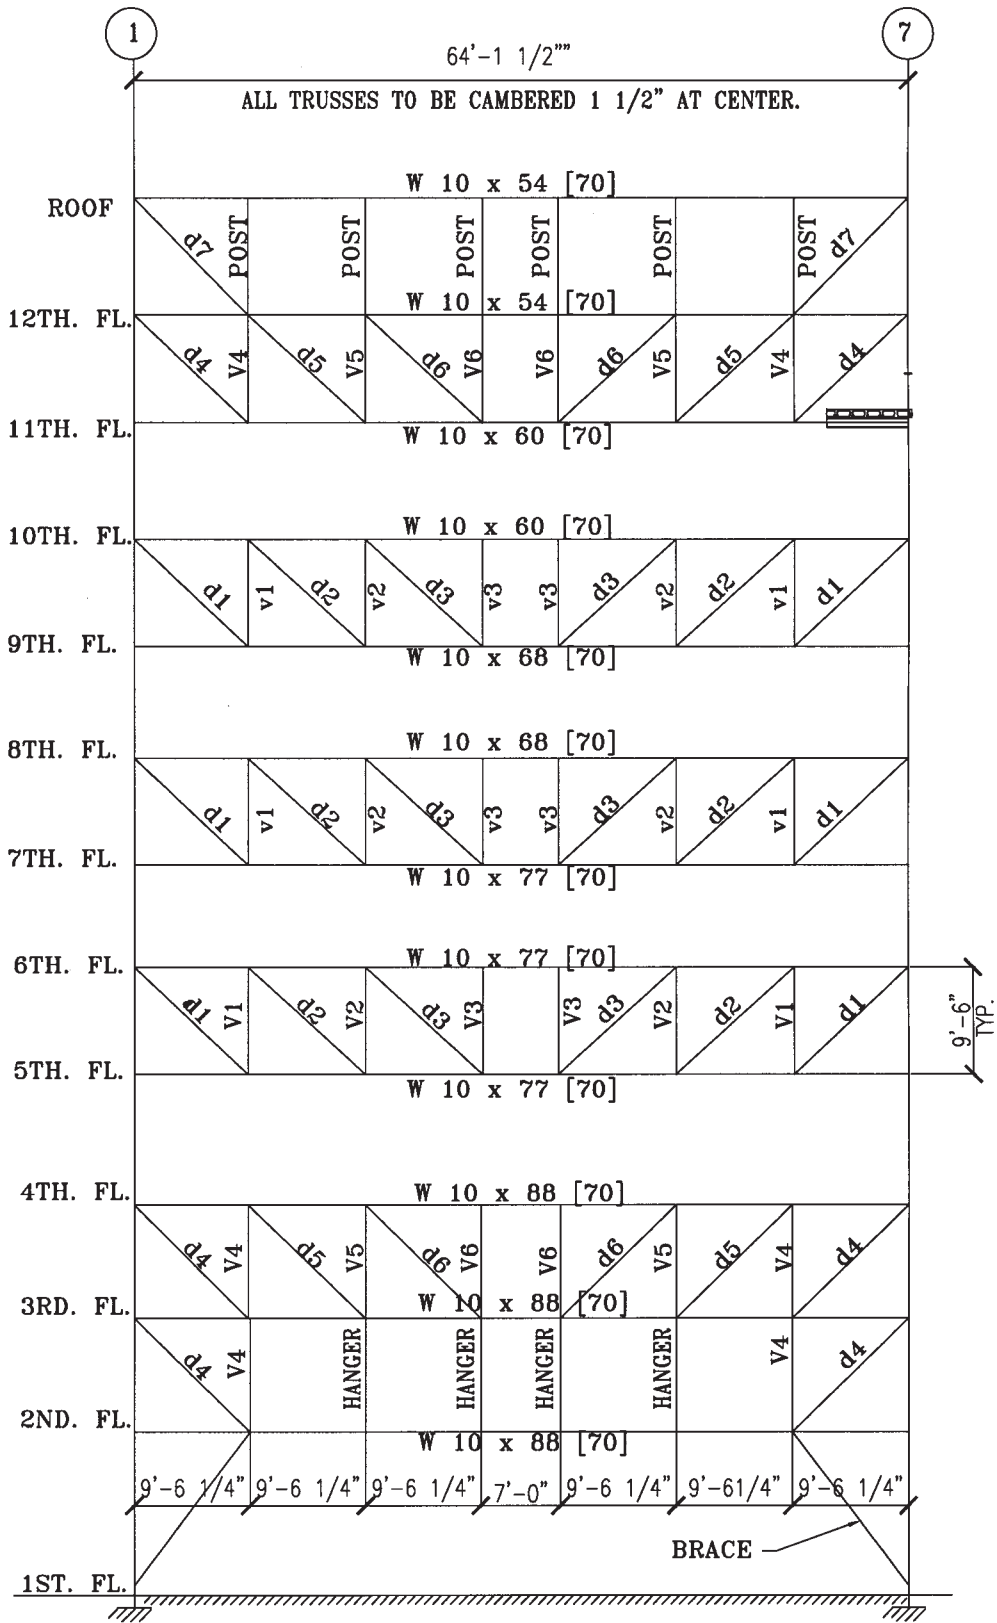 1 7
64'-1 1/2""
ALL TRUSSES TO BE CAMBERED 1 1/2" AT CENTER.
W 10 x 54 [70]
ROOF
d7 POST POST POST POST POST POST d7
W 10 x 54 [70]
12TH. FL.
d4 V4 d5 V5 d6 V6 V6 d6 V5 d5 V4 d4
11TH. FL.
W 10 x 60 [70]
W 10 x 60 [70]
10TH. FL.
d1 v1 d2 v2 d3 v3 v3 d3 v2 d2 v1 d1
9TH. FL.
W 10 x 68 [70]
W 10 x 68 [70]
8TH. FL.
d1 v1 d2 v2 d3 v3 v3 d3 v2 d2 v1 d1
7TH. FL.
W 10 x 77 [70]
W 10 x 77 [70]
6TH. FL.
d1 V1 d2 V2 d3 V3 V3 d3 V2 d2 V1 d1
9'-6"
TYP.
5TH. FL.
W 10 x 77 [70]
4TH. FL.
W 10 x 88 [70]
d4 V4 d5 V5 d6 V6 V6 d6 V5 d5 V4 d4
3RD. FL.
W 10 x 88 [70]
d4 V4 HANGER HANGER HANGER HANGER V4 d4
2ND. FL.
W 10 x 88 [70]
9'-6 1/4" 9'-6 1/4" 9'-6 1/4" 7'-0" 9'-6 1/4" 9'-61/4" 9'-6 1/4"
BRACE
1ST. FL.